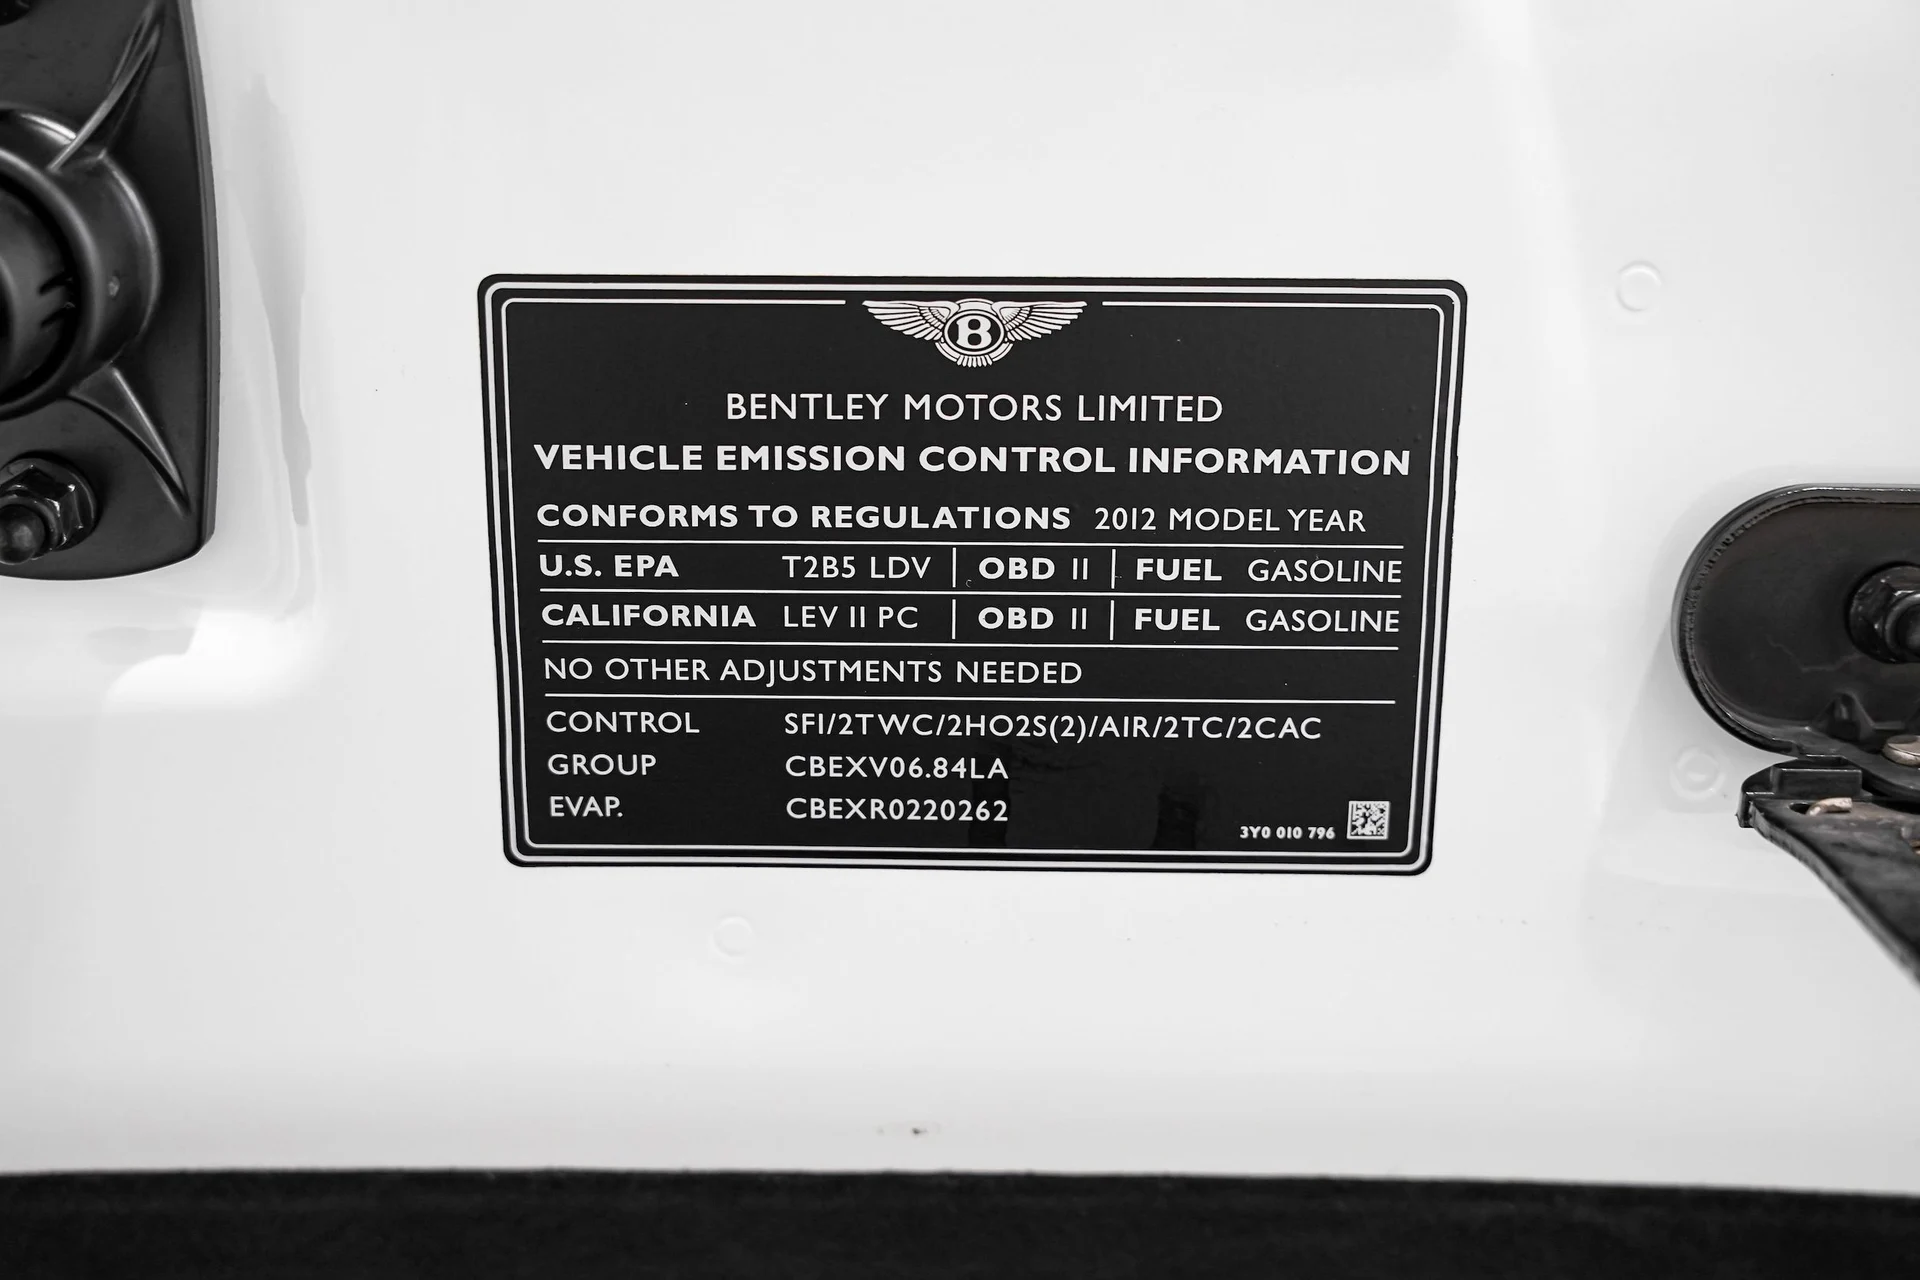 B
BENTLEY MOTORS LIMITED
VEHICLE EMISSION CONTROL INFORMATION
CONFORMS TO REGULATIONS 2012 MODEL YEAR
U.S. EPA T2B5 LDV | OBD II | FUEL GASOLINE
CALIFORNIA LEV II PC | OBD II | FUEL GASOLINE
NO OTHER ADJUSTMENTS NEEDED
CONTROL SFI/2TWC/2HO2S(2)/AIR/2TC/2CAC
GROUP CBEXV06.84LA
EVAP. CBEXR0220262
3Y0 010 796